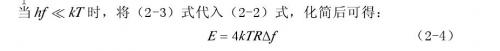 当 hf ≪ kT 时，将（2-3）式代入（2-2）式，化简后可得：
E = 4kTRΔf （2-4）